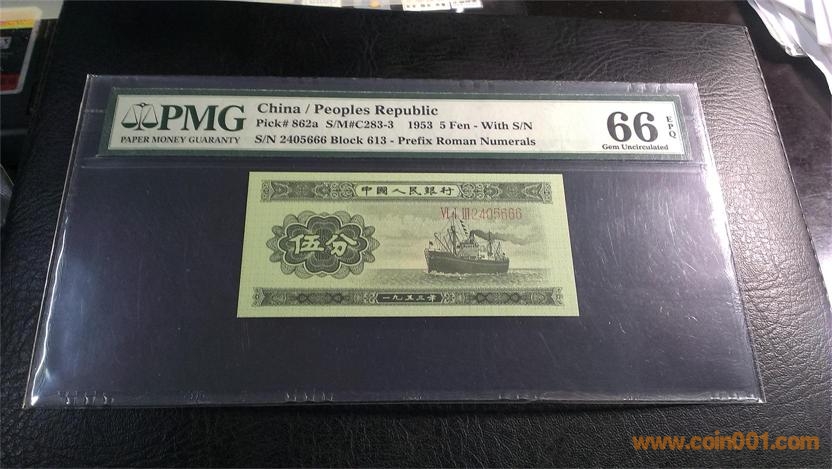 PMG
PAPER MONEY GUARANTY
China / Peoples Republic
Pick# 862a S/M#C283-3 1953 5 Fen - With S/N
S/N 2405666 Block 613 - Prefix Roman Numerals
66 EPQ
Gem Uncirculated
中國人民銀行
VI I III 2405666
伍分
一九五三年
www.coin001.com